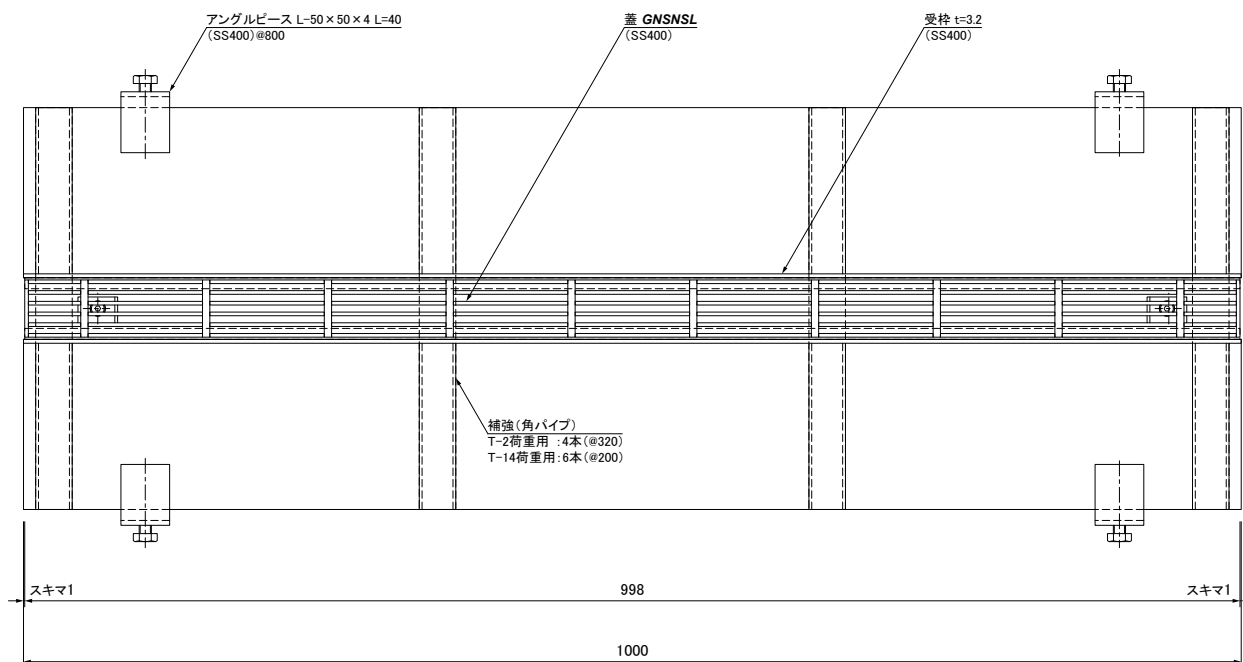 アングルピース L-50×50×4 L=40
(SS400)@800
蓋 GNSNSL
(SS400)
受枠 t=3.2
(SS400)
補強(角パイプ)
T-2荷重用 :4本(@320)
T-14荷重用:6本(@200)
スキマ1
998
スキマ1
1000